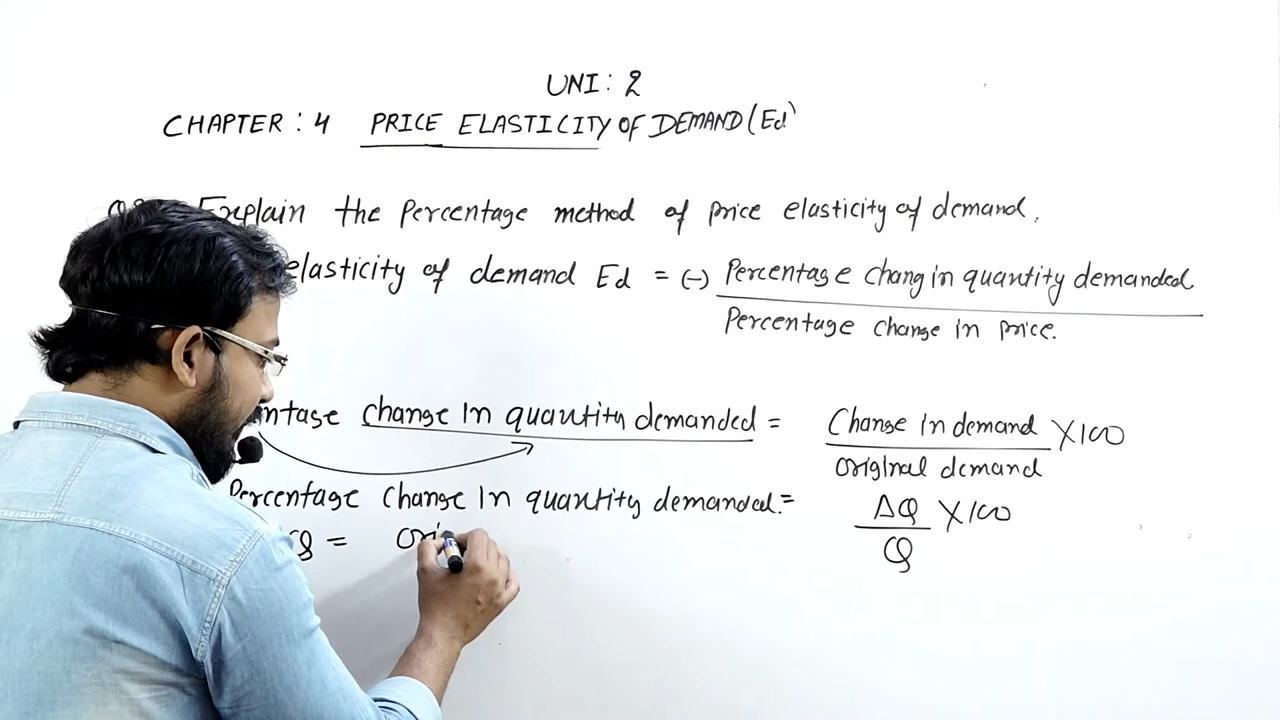 UNI: 2
CHAPTER: 4 PRICE ELASTICITY OF DEMAND (Ed)
Explain the Percentage method of price elasticity of demand.
elasticity of demand Ed = (-) Percentage chang in quantity demanded
Percentage change in price.
change in quantity demanded = Change in demand X100
original demand
Percentage Change in quantity demanded. = ΔQ X100
Q
Q = ori